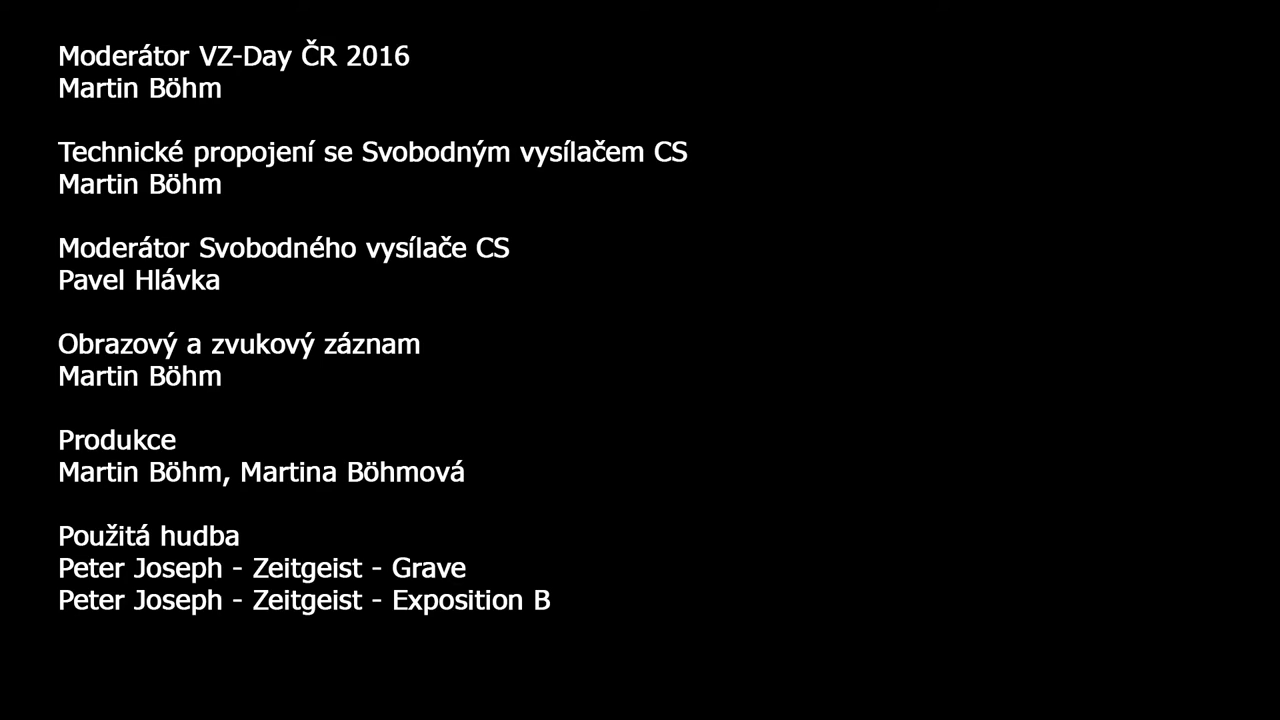 Moderátor VZ-Day ČR 2016
Martin Böhm
Technické propojení se Svobodným vysílačem CS
Martin Böhm
Moderátor Svobodného vysílače CS
Pavel Hlávka
Obrazový a zvukový záznam
Martin Böhm
Produkce
Martin Böhm, Martina Böhmová
Použitá hudba
Peter Joseph - Zeitgeist - Grave
Peter Joseph - Zeitgeist - Exposition B